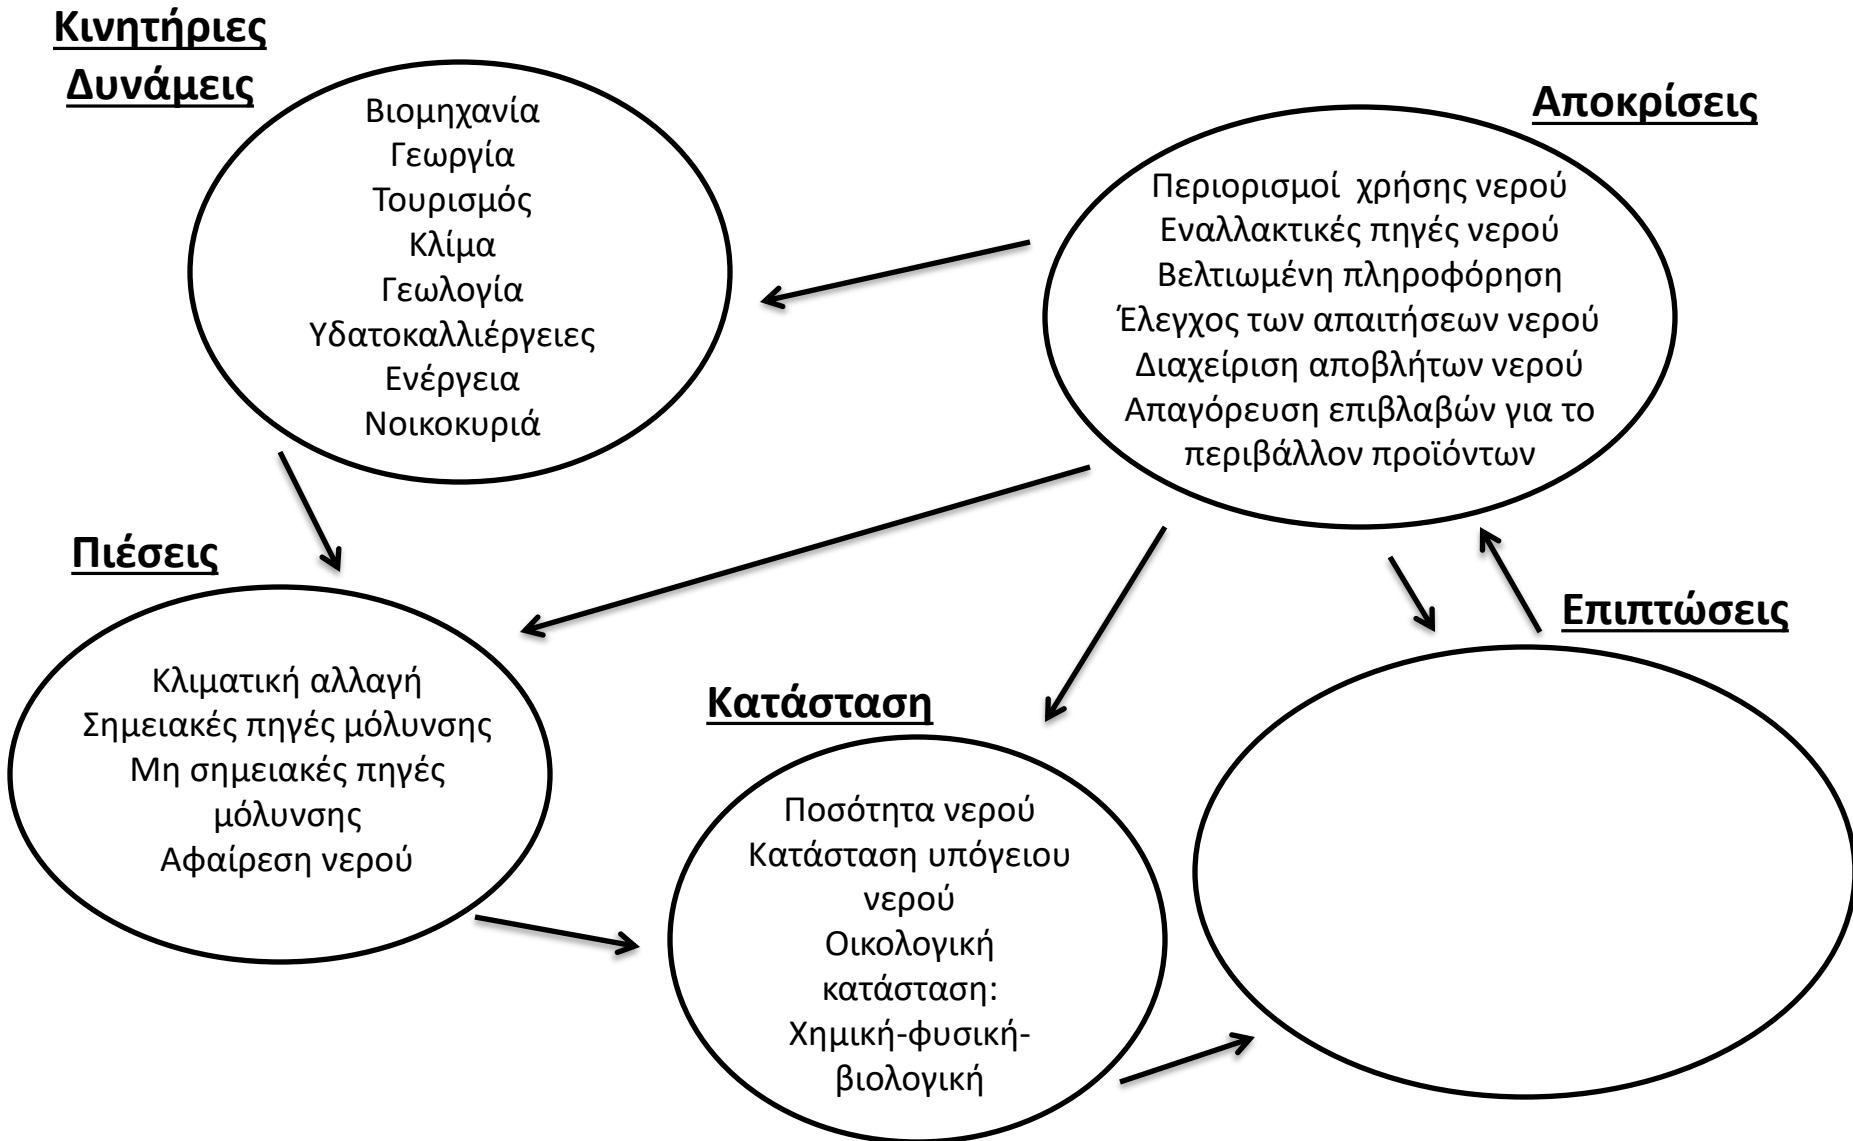 Κινητήριες
Δυνάμεις
Βιομηχανία
Γεωργία
Τουρισμός
Κλίμα
Γεωλογία
Υδατοκαλλιέργειες
Ενέργεια
Νοικοκυριά
Αποκρίσεις
Περιορισμοί  χρήσης νερού
Εναλλακτικές πηγές νερού
Βελτιωμένη πληροφόρηση
Έλεγχος των απαιτήσεων νερού
Διαχείριση αποβλήτων νερού
Απαγόρευση επιβλαβών για το
περιβάλλον προϊόντων
Πιέσεις
Κλιματική αλλαγή
Σημειακές πηγές μόλυνσης
Μη σημειακές πηγές
μόλυνσης
Αφαίρεση νερού
Κατάσταση
Ποσότητα νερού
Κατάσταση υπόγειου
νερού
Οικολογική
κατάσταση:
Χημική-φυσική-
βιολογική
Επιπτώσεις